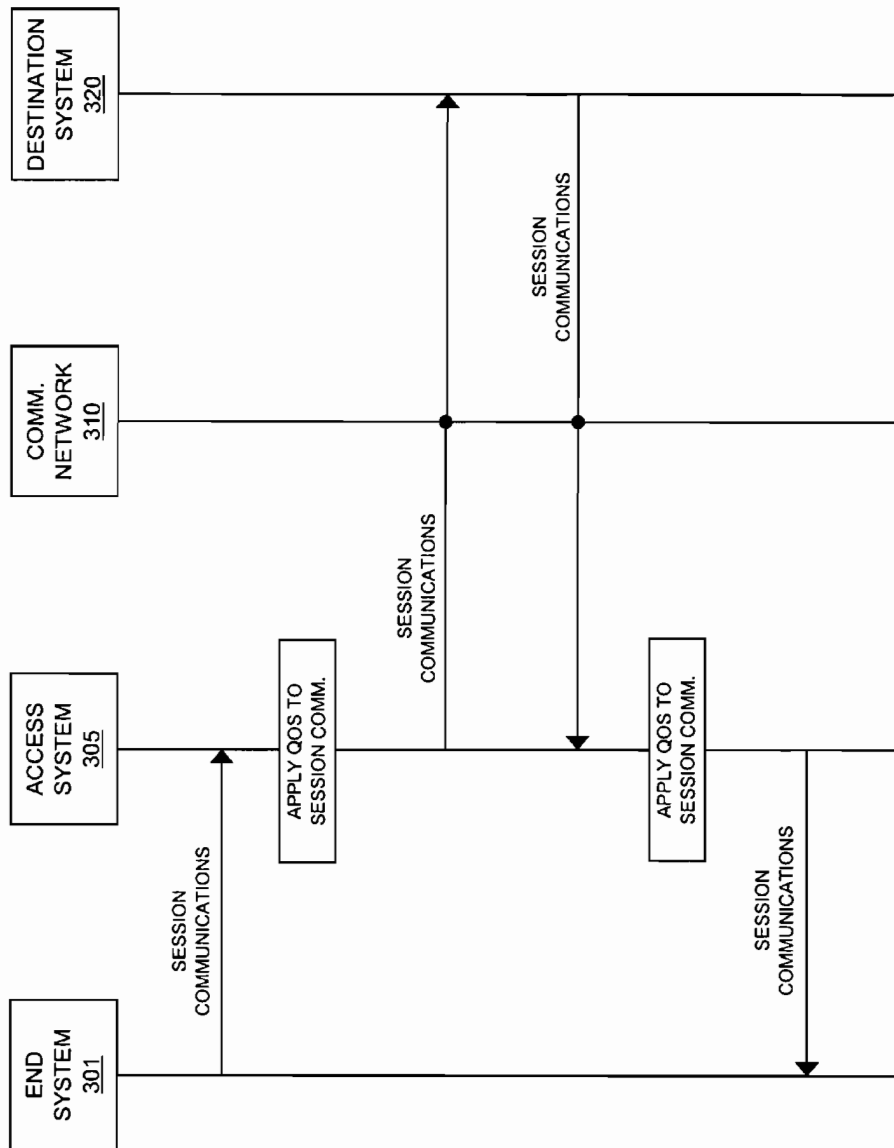 END
SYSTEM
301
ACCESS
SYSTEM
305
COMM.
NETWORK
310
DESTINATION
SYSTEM
320
SESSION
COMMUNICATIONS
APPLY QOS TO
SESSION COMM.
SESSION
COMMUNICATIONS
SESSION
COMMUNICATIONS
APPLY QOS TO
SESSION COMM.
SESSION
COMMUNICATIONS